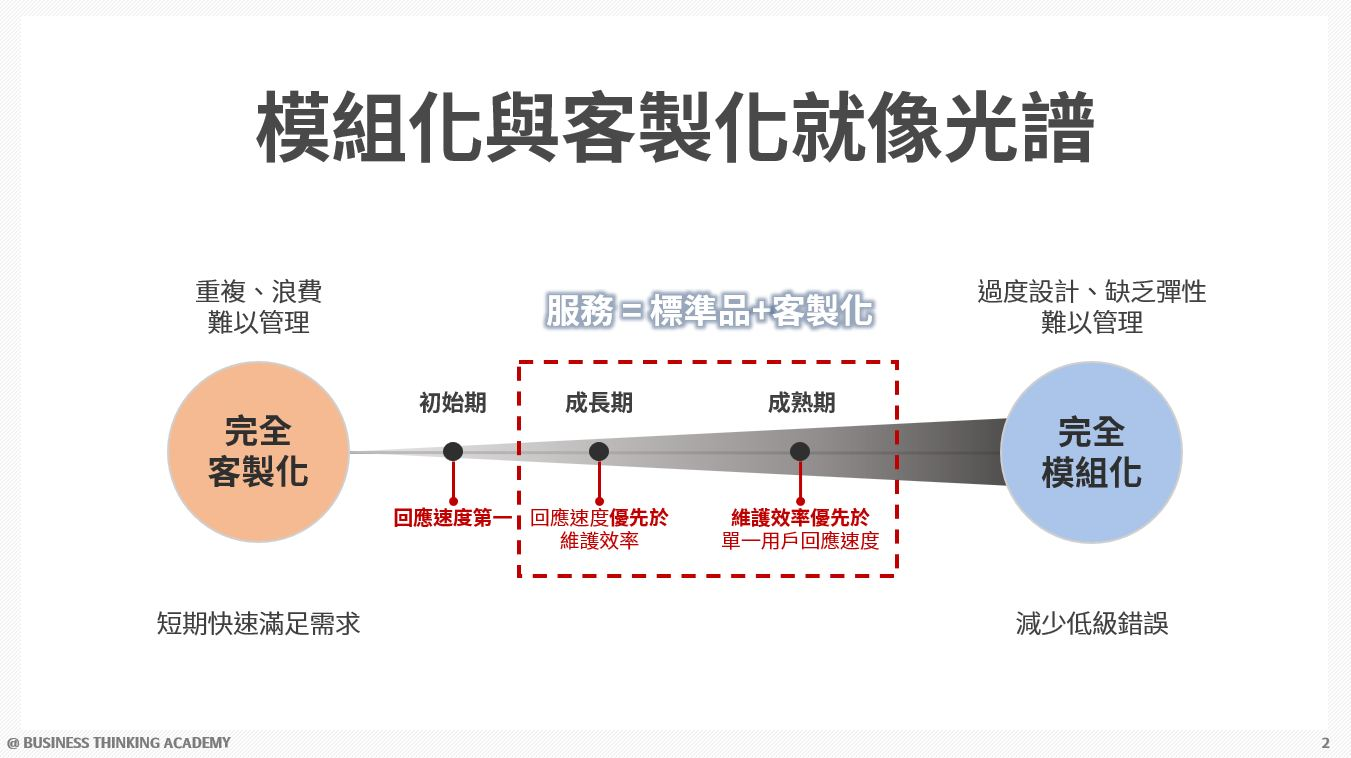 模組化與客製化就像光譜
重複、浪費
難以管理
服務 = 標準品+客製化
過度設計、缺乏彈性
難以管理
完全
客製化
初始期
成長期
成熟期
完全
模組化
回應速度第一
回應速度優先於
維護效率
維護效率優先於
單一用戶回應速度
短期快速滿足需求
減少低級錯誤
@ BUSINESS THINKING ACADEMY
2